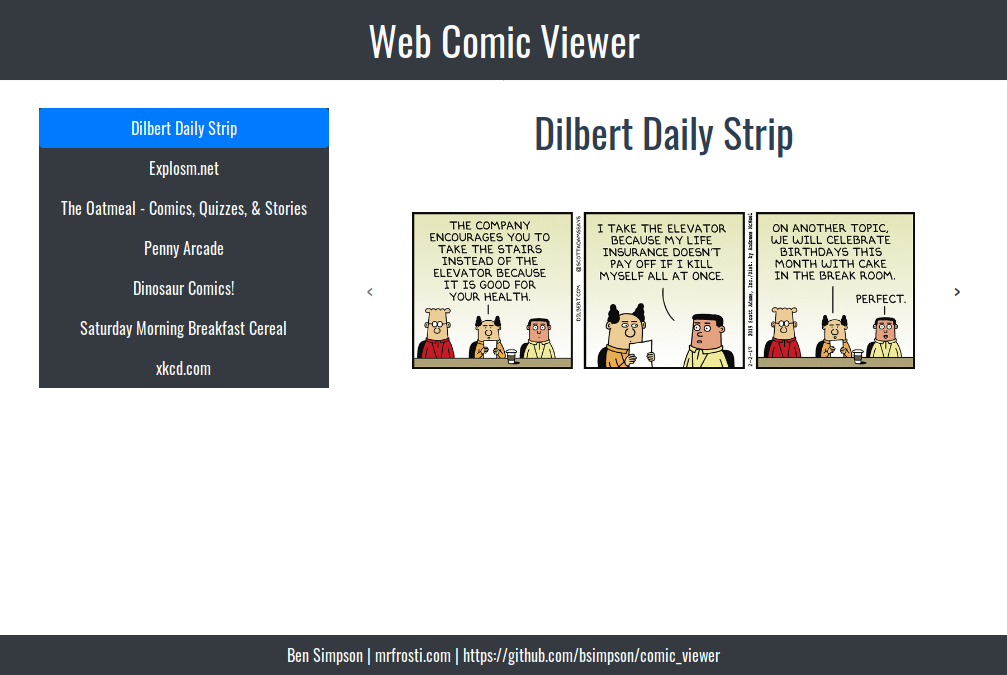 Web Comic Viewer
Dilbert Daily Strip
Explosm.net
The Oatmeal - Comics, Quizzes, & Stories
Penny Arcade
Dinosaur Comics!
Saturday Morning Breakfast Cereal
xkcd.com
Dilbert Daily Strip
‹
THE COMPANY
ENCOURAGES YOU TO
TAKE THE STAIRS
INSTEAD OF THE
ELEVATOR BECAUSE
IT IS GOOD FOR
YOUR HEALTH.
DILBERT.COM @SCOTTADAMSSAYS
I TAKE THE ELEVATOR
BECAUSE MY LIFE
INSURANCE DOESN'T
PAY OFF IF I KILL
MYSELF ALL AT ONCE.
2015 Scott Adams, Inc./Dist. by Andrews McMeel
ON ANOTHER TOPIC,
WE WILL CELEBRATE
BIRTHDAYS THIS
MONTH WITH CAKE
IN THE BREAK ROOM.
PERFECT.
›
Ben Simpson | mrfrosti.com | https://github.com/bsimpson/comic_viewer